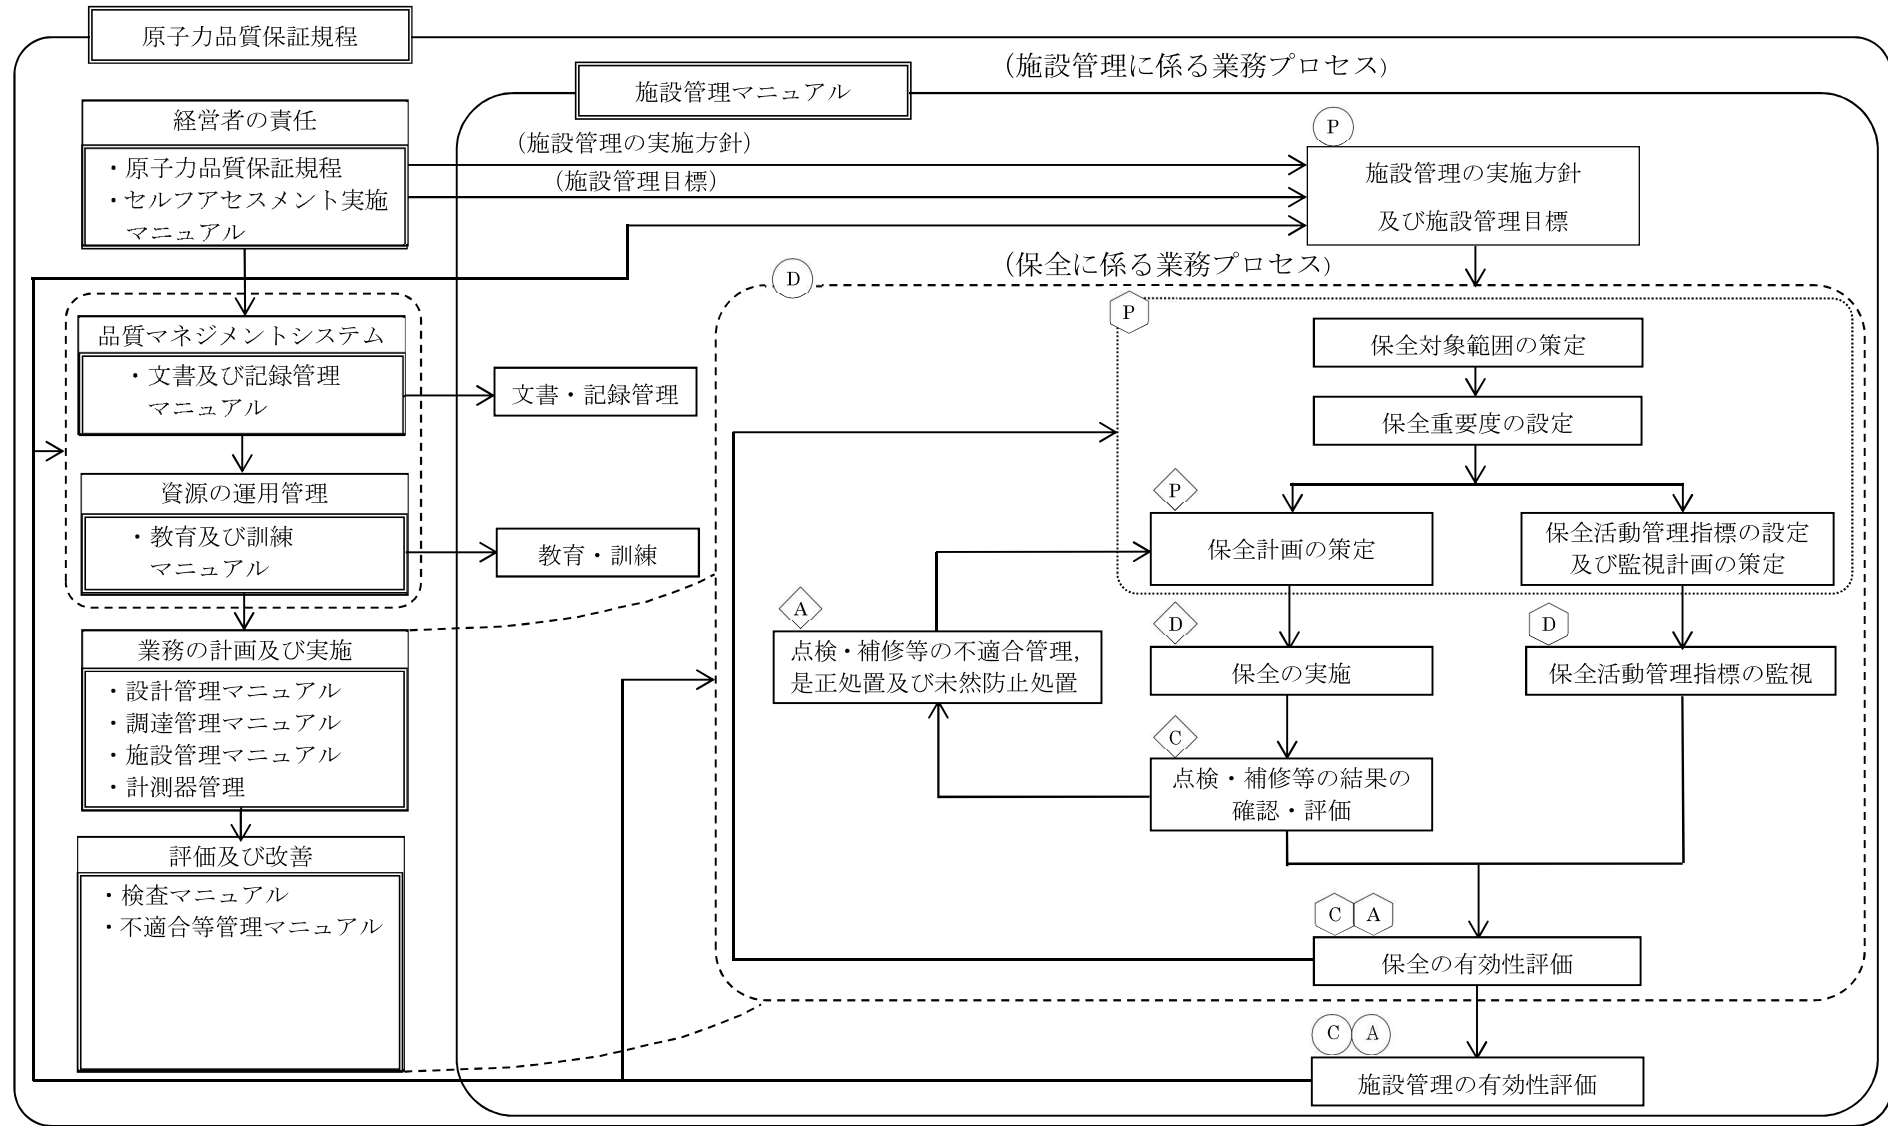 原子力品質保証規程
(施設管理に係る業務プロセス)
施設管理マニュアル
経営者の責任
・原子力品質保証規程
・セルフアセスメント実施
マニュアル
(施設管理の実施方針)
(施設管理目標)
P
施設管理の実施方針
及び施設管理目標
(保全に係る業務プロセス)
D
品質マネジメントシステム
・文書及び記録管理
マニュアル
文書・記録管理
資源の運用管理
・教育及び訓練
マニュアル
教育・訓練
業務の計画及び実施
・設計管理マニュアル
・調達管理マニュアル
・施設管理マニュアル
・計測器管理
評価及び改善
・検査マニュアル
・不適合等管理マニュアル
P
保全対象範囲の策定
保全重要度の設定
P
保全計画の策定
保全活動管理指標の設定
及び監視計画の策定
A
点検・補修等の不適合管理,
是正処置及び未然防止処置
D
保全の実施
D
保全活動管理指標の監視
C
点検・補修等の結果の
確認・評価
C A
保全の有効性評価
C A
施設管理の有効性評価